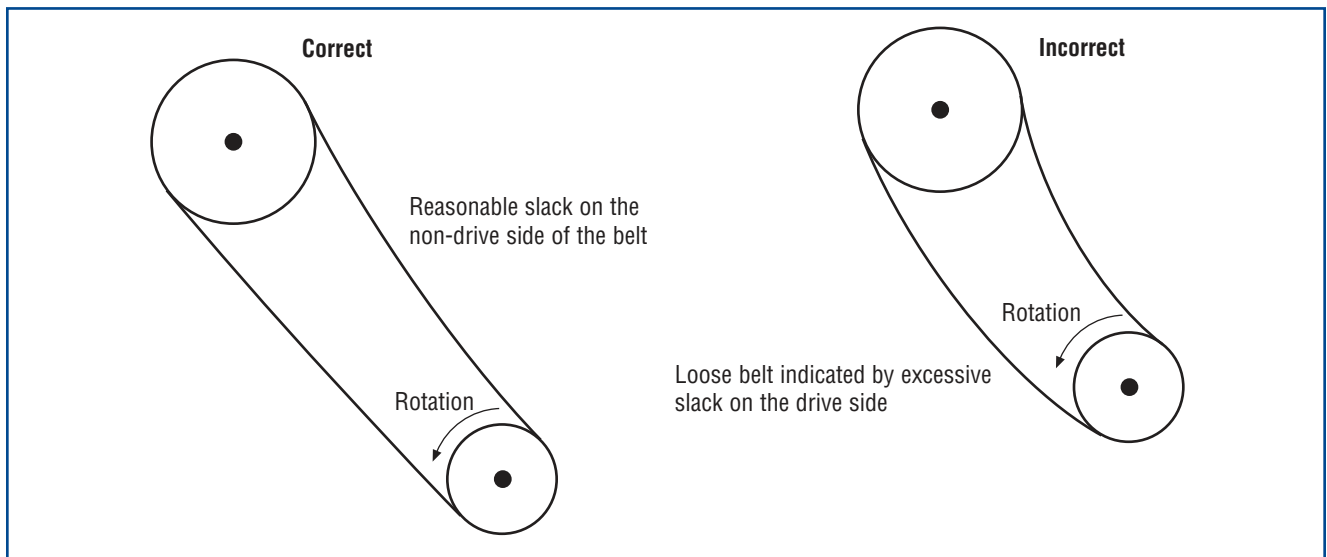 Correct
Reasonable slack on the
non-drive side of the belt
Rotation
Incorrect
Rotation
Loose belt indicated by excessive
slack on the drive side